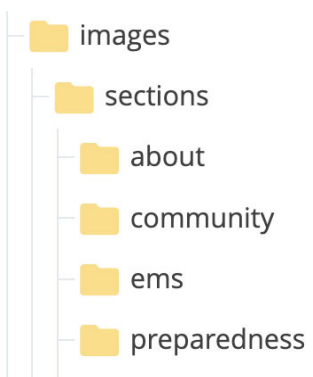 images
sections
about
community
ems
preparedness